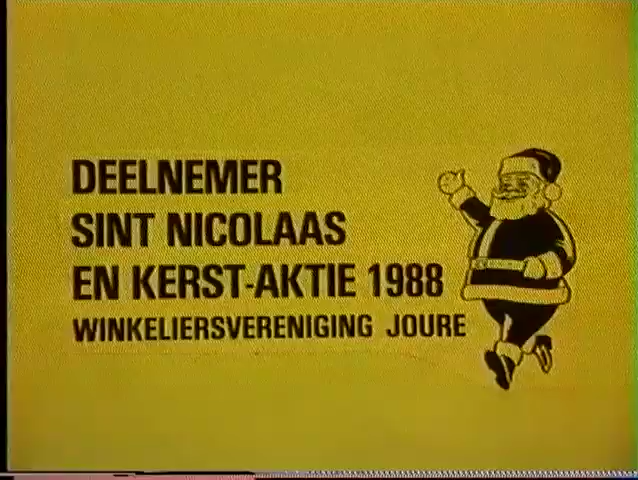 DEELNEMER
SINT NICOLAAS
EN KERST-AKTIE 1988
WINKELIERSVERENIGING JOURE